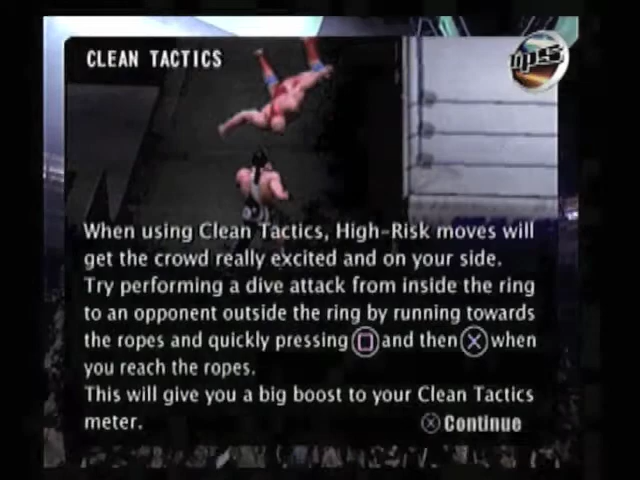 CLEAN TACTICS
tips
When using Clean Tactics, High-Risk moves will
get the crowd really excited and on your side.
Try performing a dive attack from inside the ring
to an opponent outside the ring by running towards
the ropes and quickly pressing and then when
you reach the ropes.
This will give you a big boost to your Clean Tactics
meter.
Continue